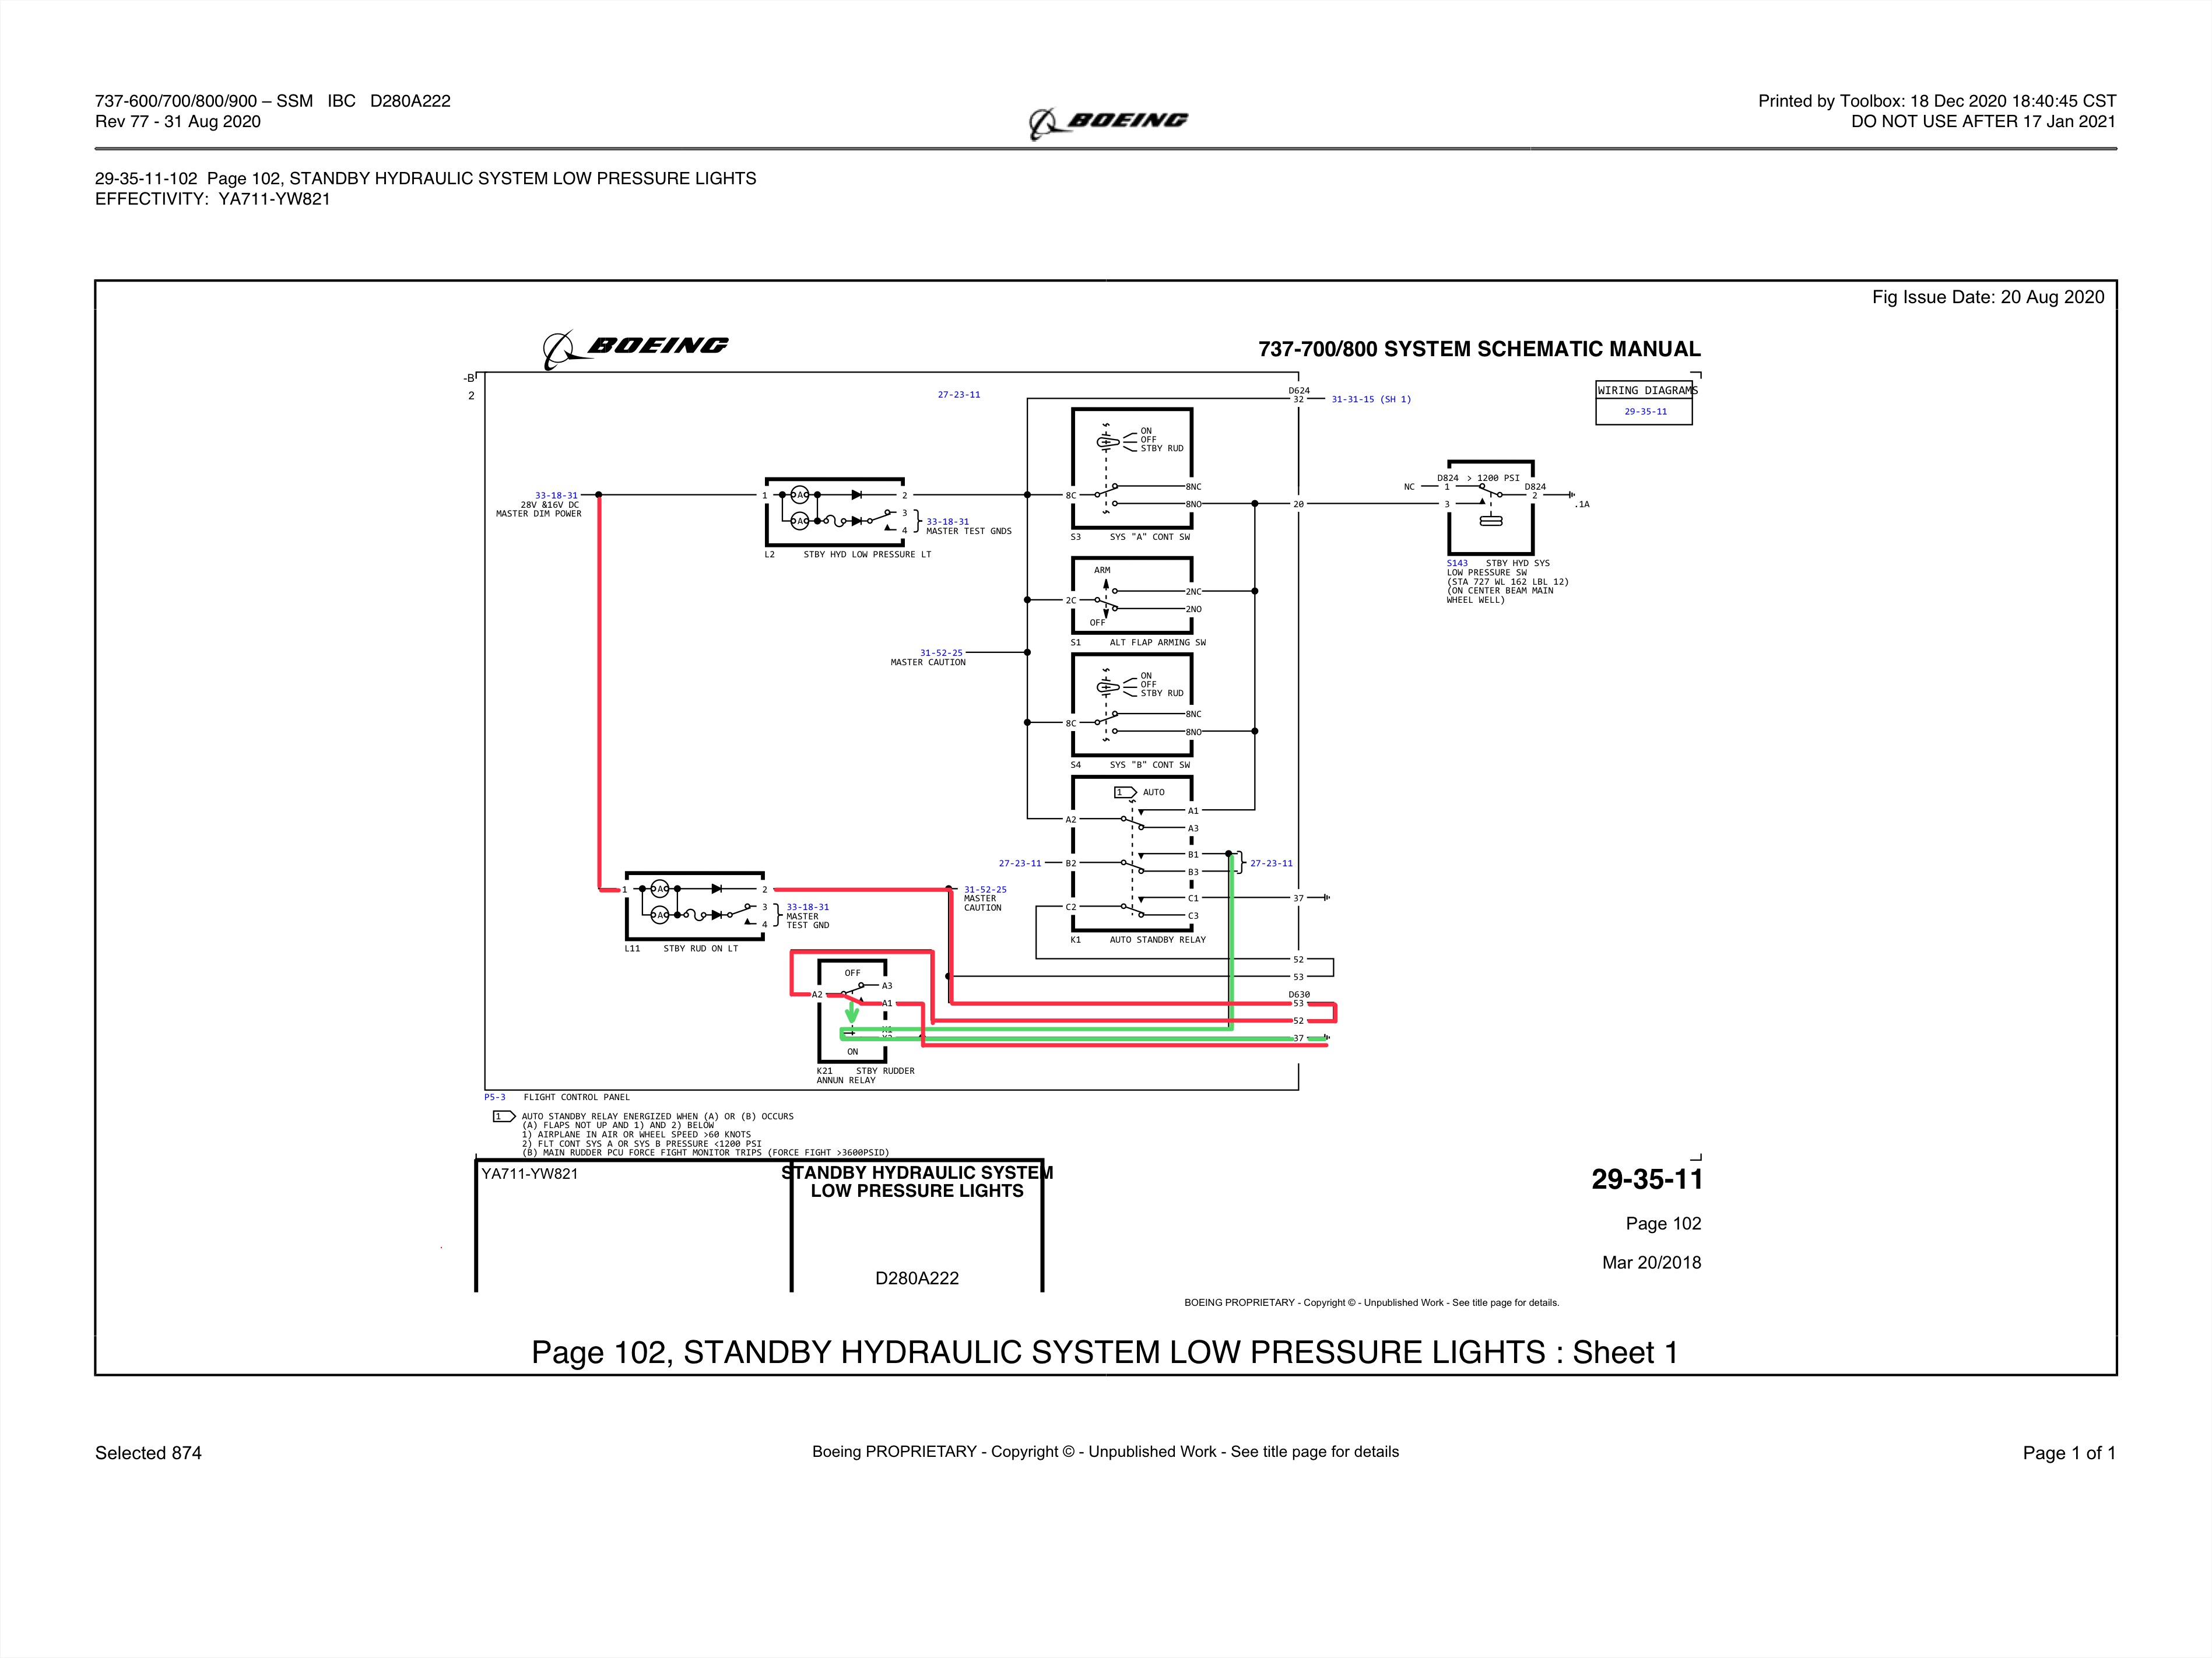 737-600/700/800/900 – SSM IBC D280A222
Rev 77 - 31 Aug 2020
BOEING
Printed by Toolbox: 18 Dec 2020 18:40:45 CST
DO NOT USE AFTER 17 Jan 2021
29-35-11-102 Page 102, STANDBY HYDRAULIC SYSTEM LOW PRESSURE LIGHTS
EFFECTIVITY: YA711-YW821
Fig Issue Date: 20 Aug 2020
BOEING
737-700/800 SYSTEM SCHEMATIC MANUAL
-B
2
27-23-11
D624
32
31-31-15 (SH 1)
WIRING DIAGRAMS
29-35-11
ON
OFF
STBY RUD
8C
8NC
8NO
S3 SYS "A" CONT SW
20
33-18-31
28V &16V DC
MASTER DIM POWER
1
A
A
2
3
4
33-18-31
MASTER TEST GNDS
L2 STBY HYD LOW PRESSURE LT
NC
D824 > 1200 PSI
1
3
D824
2
.1A
S143 STBY HYD SYS
LOW PRESSURE SW
(STA 727 WL 162 LBL 12)
(ON CENTER BEAM MAIN
WHEEL WELL)
ARM
2C
2NC
2NO
OFF
S1 ALT FLAP ARMING SW
31-52-25
MASTER CAUTION
ON
OFF
STBY RUD
8C
8NC
8NO
S4 SYS "B" CONT SW
1 AUTO
A2
A1
A3
27-23-11
B2
B1
B3
27-23-11
C2
C1
C3
37
K1 AUTO STANDBY RELAY
1
A
A
2
3
4
33-18-31
MASTER
TEST GND
L11 STBY RUD ON LT
31-52-25
MASTER
CAUTION
52
53
OFF
A2
A3
A1
ON
K21 STBY RUDDER
ANNUN RELAY
D630
53
52
37
P5-3 FLIGHT CONTROL PANEL
1 AUTO STANDBY RELAY ENERGIZED WHEN (A) OR (B) OCCURS
(A) FLAPS NOT UP AND 1) AND 2) BELOW
1) AIRPLANE IN AIR OR WHEEL SPEED >60 KNOTS
2) FLT CONT SYS A OR SYS B PRESSURE <1200 PSI
(B) MAIN RUDDER PCU FORCE FIGHT MONITOR TRIPS (FORCE FIGHT >3600PSID)
YA711-YW821
STANDBY HYDRAULIC SYSTEM
LOW PRESSURE LIGHTS
D280A222
29-35-11
Page 102
Mar 20/2018
BOEING PROPRIETARY - Copyright © - Unpublished Work - See title page for details.
Page 102, STANDBY HYDRAULIC SYSTEM LOW PRESSURE LIGHTS : Sheet 1
Selected 874
Boeing PROPRIETARY - Copyright © - Unpublished Work - See title page for details
Page 1 of 1